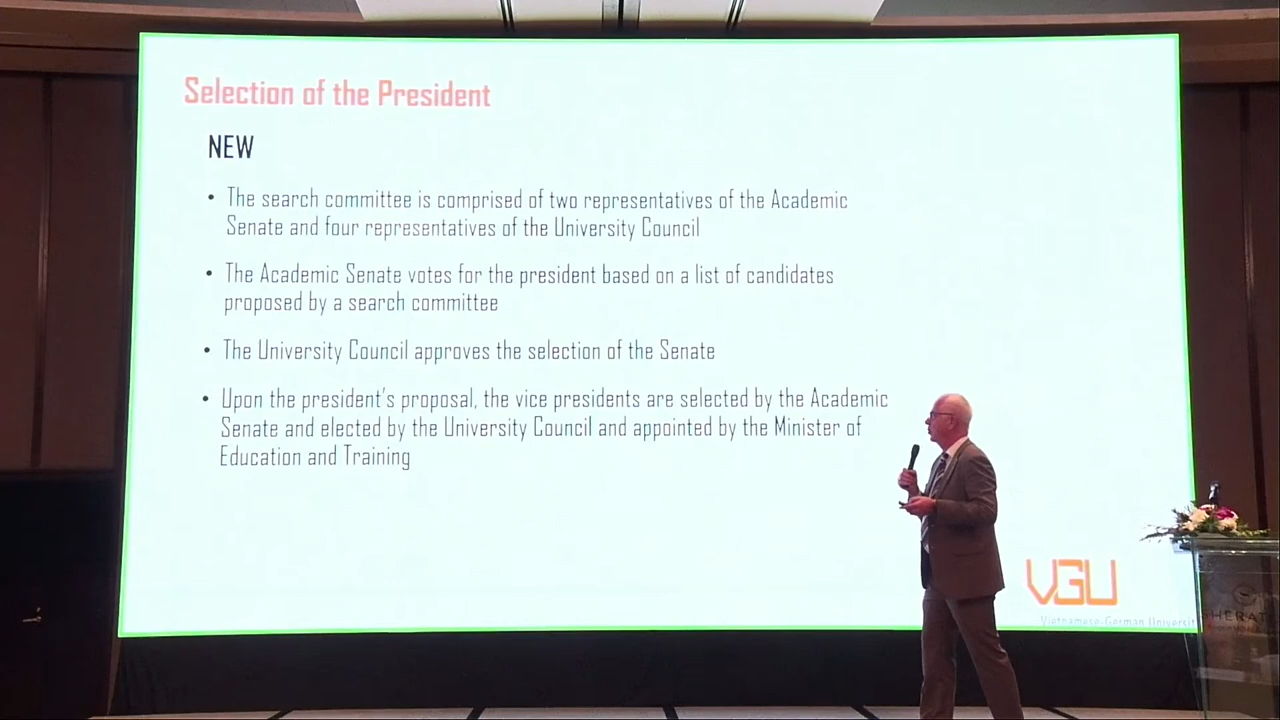 Selection of the President
NEW
• The search committee is comprised of two representatives of the Academic
Senate and four representatives of the University Council
• The Academic Senate votes for the president based on a list of candidates
proposed by a search committee
• The University Council approves the selection of the Senate
• Upon the president's proposal, the vice presidents are selected by the Academic
Senate and elected by the University Council and appointed by the Minister of
Education and Training
VGU
Vietnamese-German Universit
SHERAT